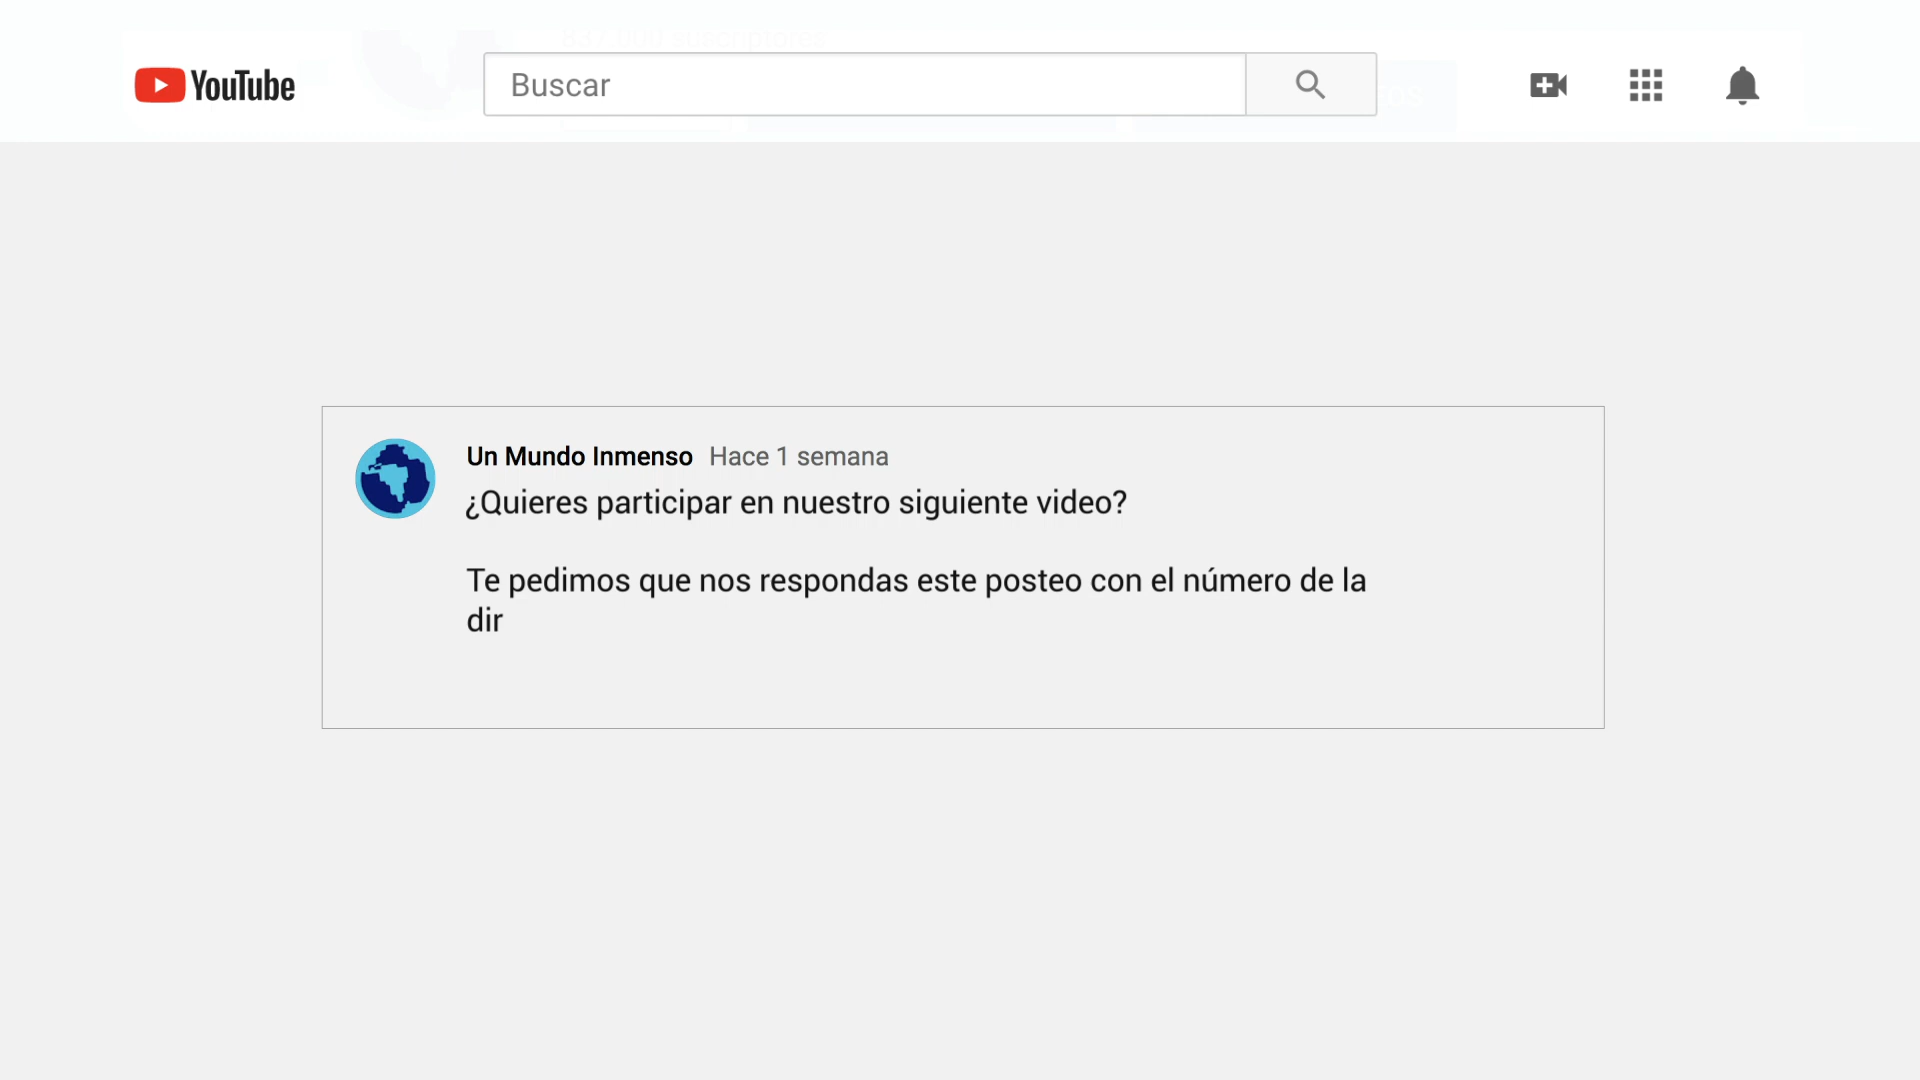 YouTube
Buscar
Un Mundo Inmenso Hace 1 semana
¿Quieres participar en nuestro siguiente video?
Te pedimos que nos respondas este posteo con el número de la
dir